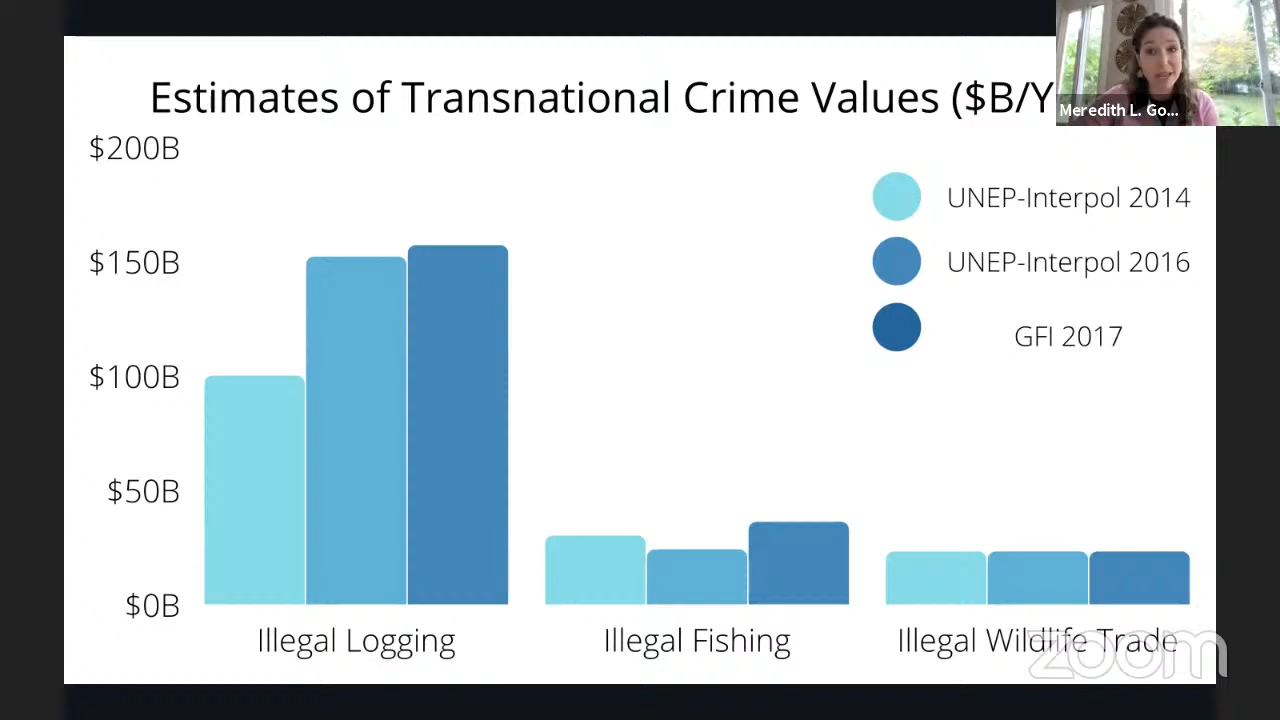 Estimates of Transnational Crime Values ($B/Y
Meredith L. Go...
$200B
$150B
$100B
$50B
$0B
UNEP-Interpol 2014
UNEP-Interpol 2016
GFI 2017
Illegal Logging
Illegal Fishing
Illegal Wildlife Trade
zoom